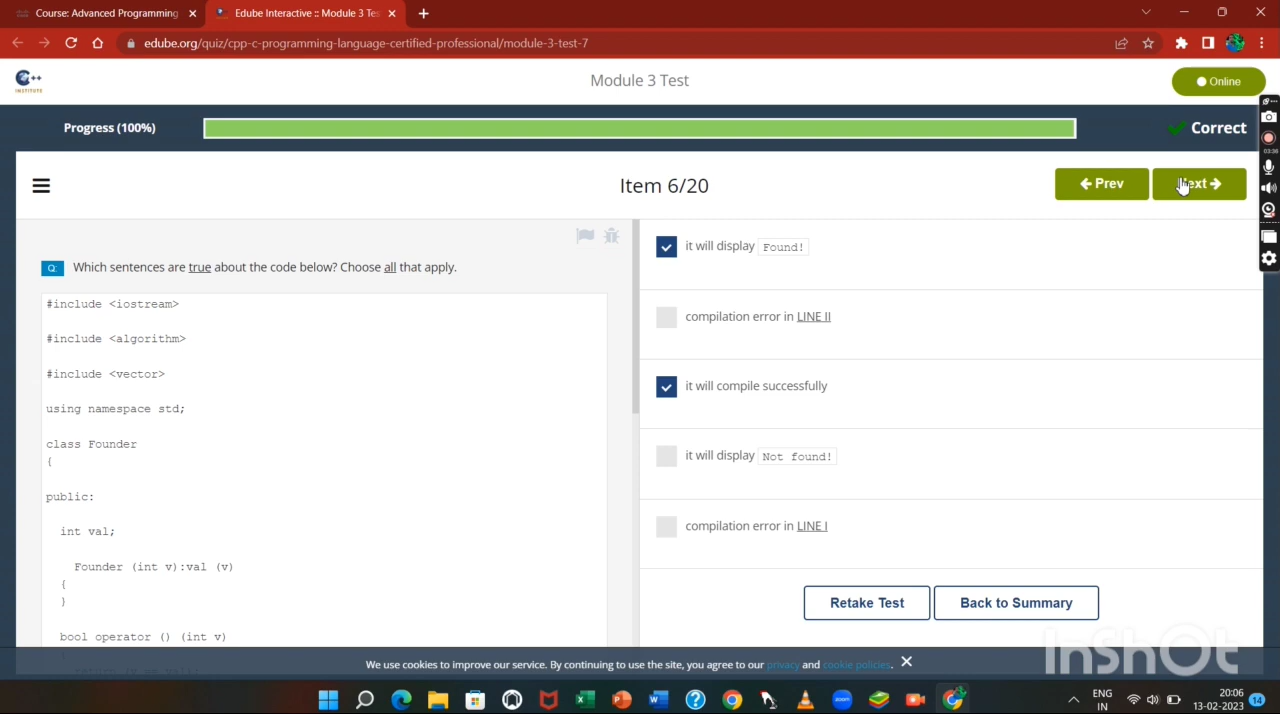 Course: Advanced Programming
Edube Interactive :: Module 3 Tes
edube.org/quiz/cpp-c-programming-language-certified-professional/module-3-test-7
C++
INSTITUTE
Module 3 Test
Online
Progress (100%)
Correct
03:38
Item 6/20
Prev
Next
Q: Which sentences are true about the code below? Choose all that apply.
#include <iostream>
#include <algorithm>
#include <vector>
using namespace std;
class Founder
{
public:
int val;
Founder (int v):val (v)
{
}
bool operator () (int v)
it will display Found!
compilation error in LINE II
it will compile successfully
it will display Not found!
compilation error in LINE I
Retake Test
Back to Summary
We use cookies to improve our service. By continuing to use the site, you agree to our privacy and cookie policies.
InShOt
zoom
ENG
IN
20:06
13-02-2023
14